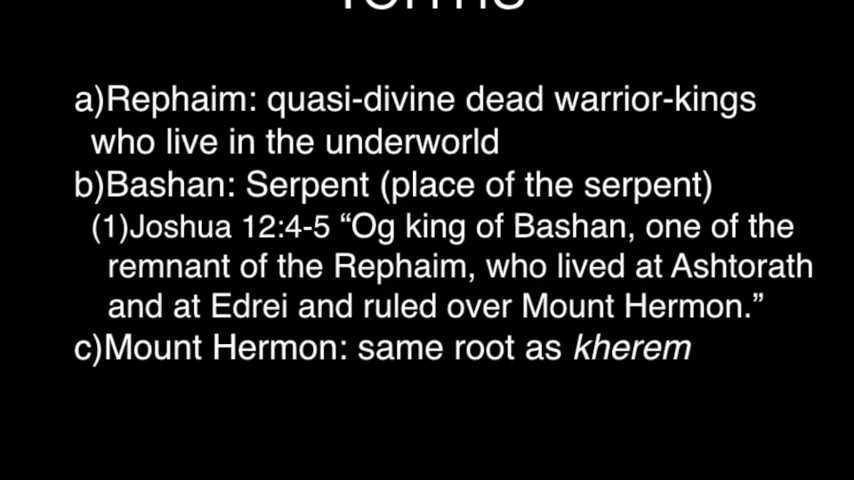 a)Rephaim: quasi-divine dead warrior-kings
who live in the underworld
b)Bashan: Serpent (place of the serpent)
(1)Joshua 12:4-5 “Og king of Bashan, one of the
remnant of the Rephaim, who lived at Ashtorath
and at Edrei and ruled over Mount Hermon.”
c)Mount Hermon: same root as kherem